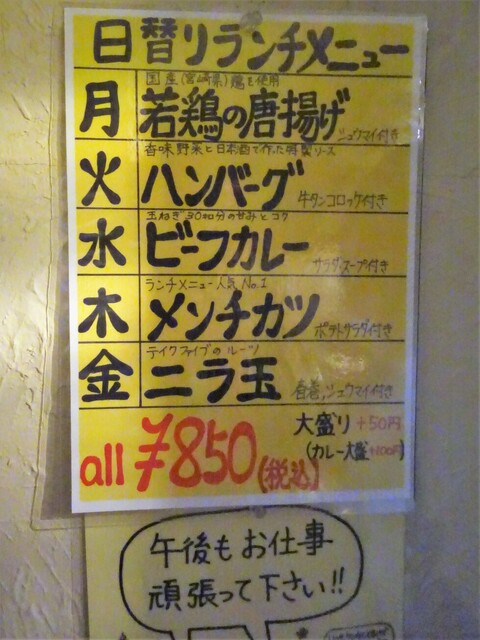 日替りランチメニュー
国産(宮崎県)鶏を使用
月 若鶏の唐揚げ シュウマイ付き
香味野菜と日本酒で作った特製ソース
火 ハンバーグ 牛タンコロッケ付き
玉ねぎ30個分の甘みとコク
水 ビーフカレー サラダ・スープ付き
ランチメニュー人気No.1
木 メンチカツ ポテトサラダ付き
テイクファイブのルーツ
金 ニラ玉 春巻,シュウマイ付き
all ¥850(税込)
大盛り+50円
(カレー大盛+100円)
午後もお仕事
頑張って下さい!!